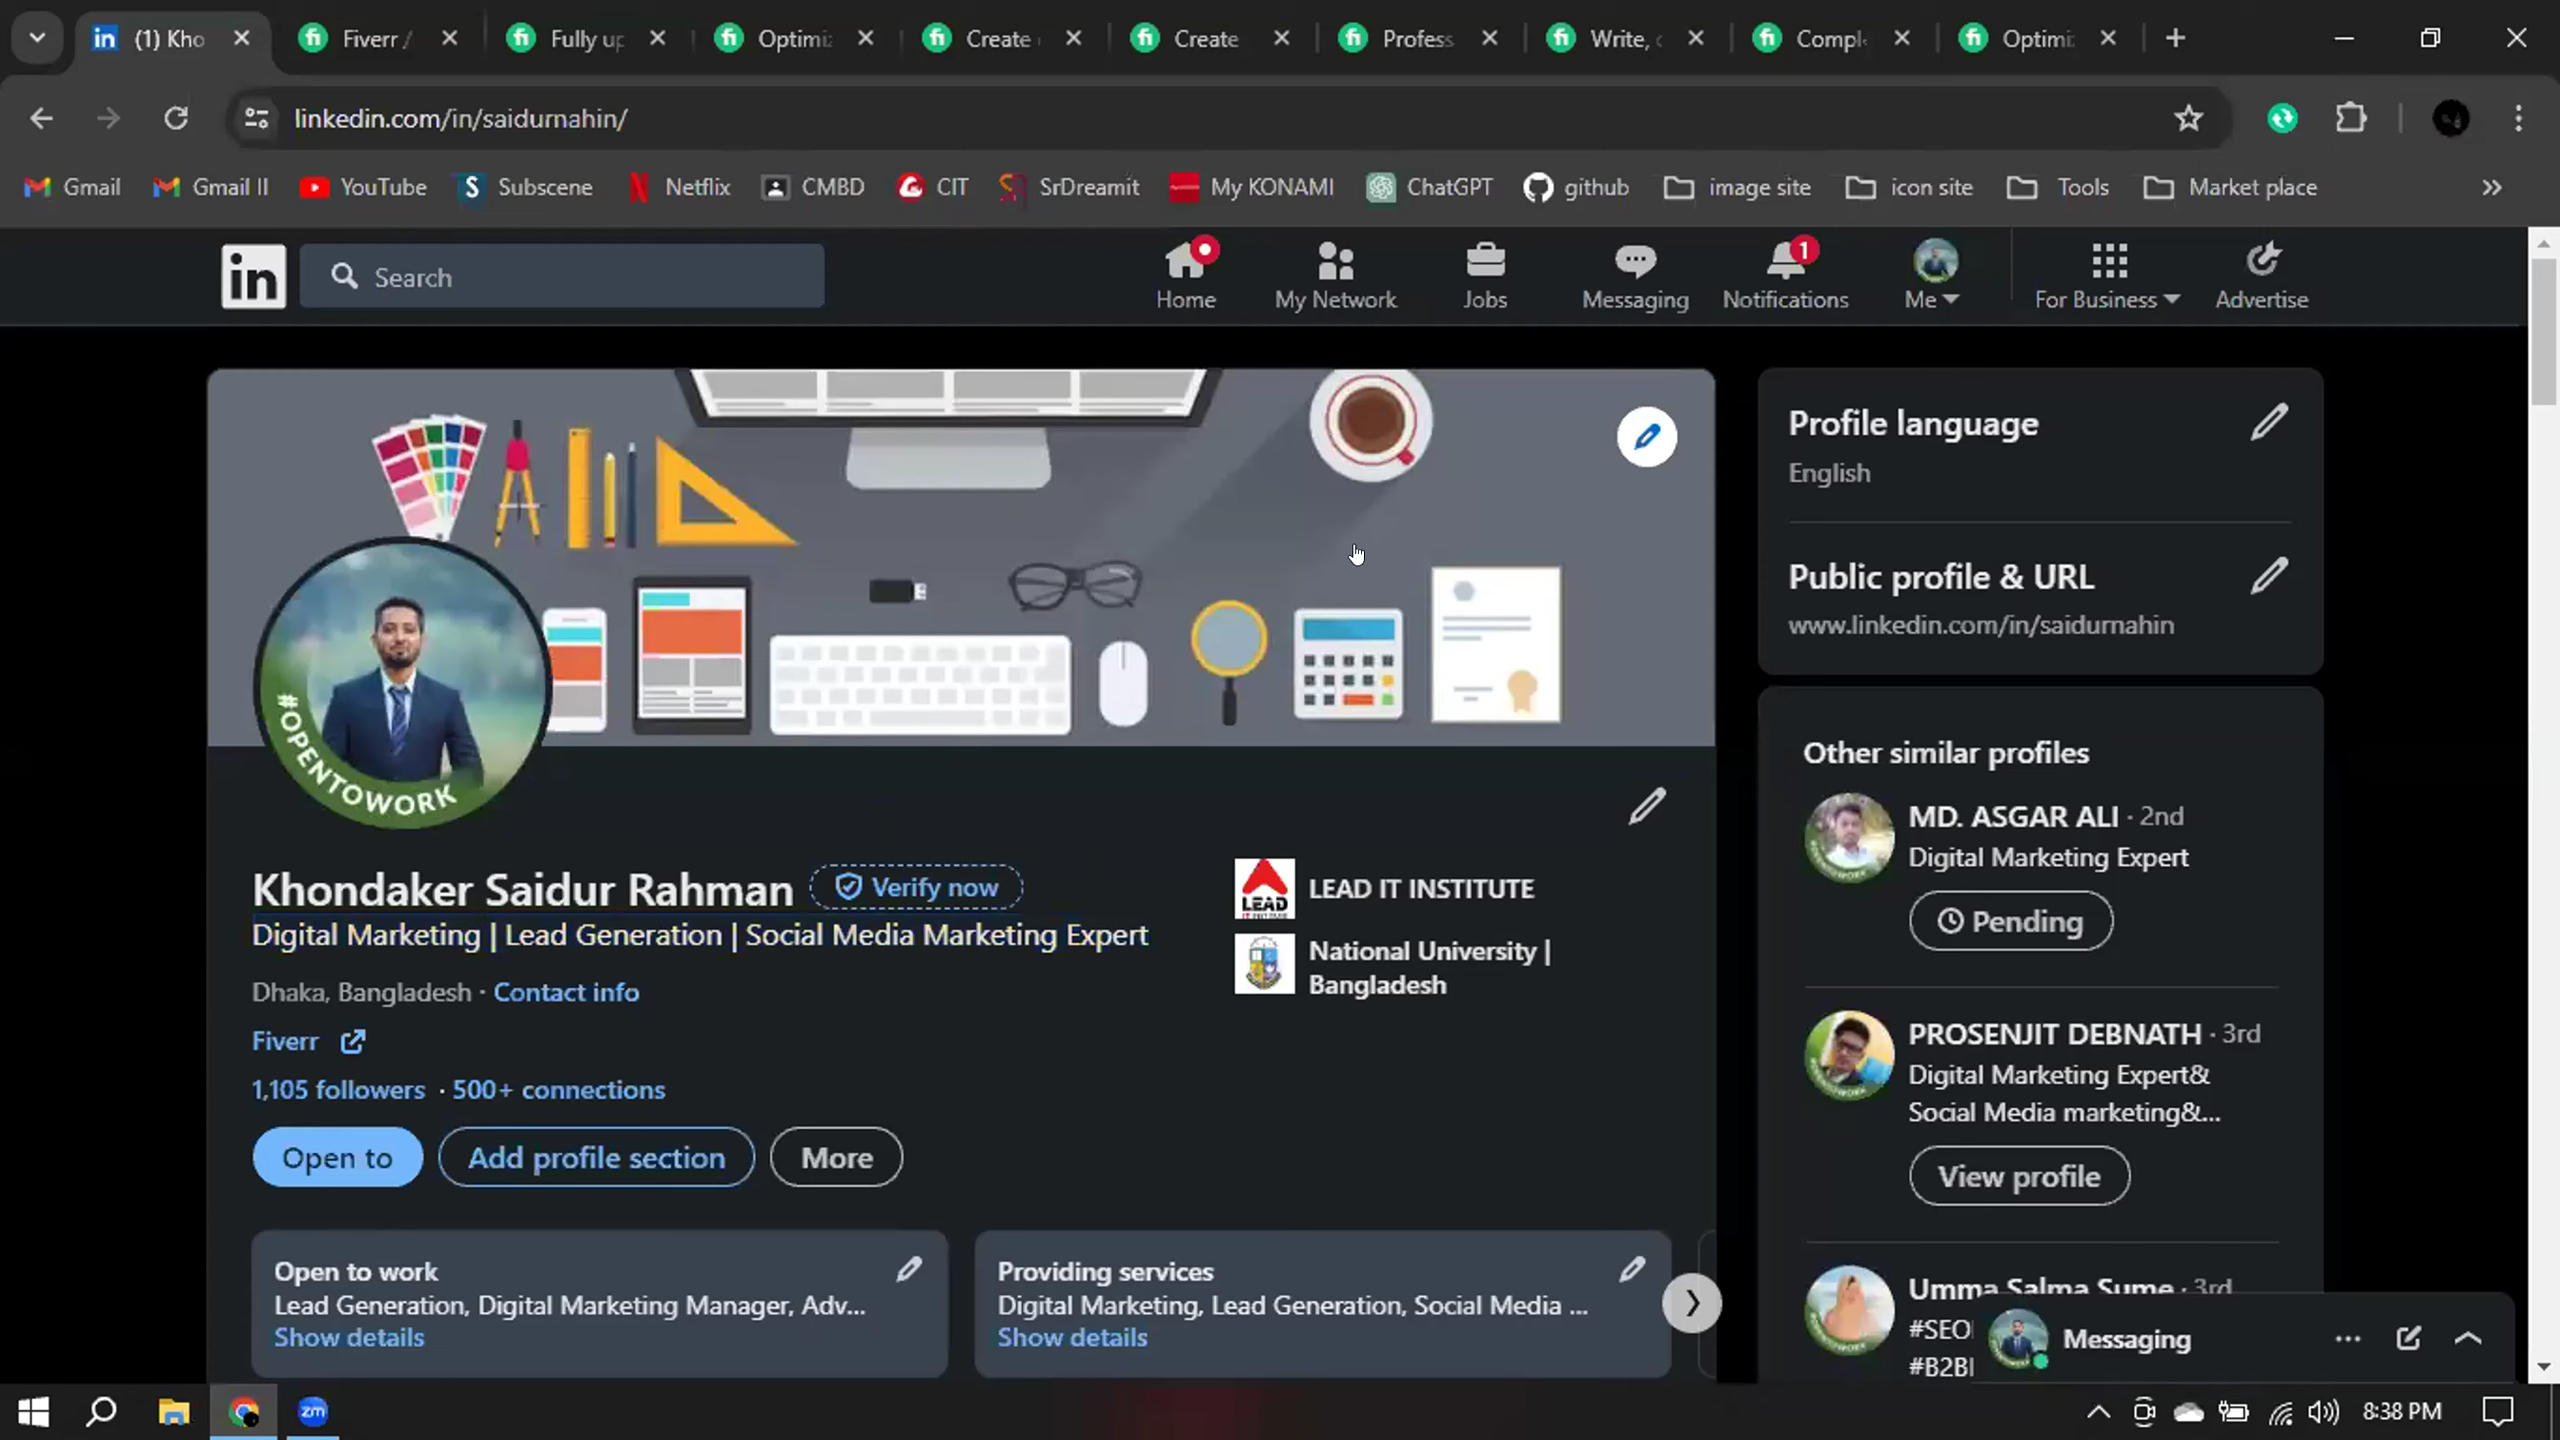 (1) Kho
Fiverr /
Fully up
Optimi
Create
Create
Profess
Write,
Compl
Optimi
linkedin.com/in/saidurnahin/
Gmail
Gmail II
YouTube
Subscene
Netflix
CMBD
CIT
SrDreamit
My KONAMI
ChatGPT
github
image site
icon site
Tools
Market place
in
Search
Home
My Network
Jobs
Messaging
1
Notifications
Me
For Business
Advertise
#OPENTOWORK
Khondaker Saidur Rahman
Verify now
Digital Marketing | Lead Generation | Social Media Marketing Expert
Dhaka, Bangladesh · Contact info
Fiverr
1,105 followers · 500+ connections
Open to
Add profile section
More
LEAD
LEAD IT INSTITUTE
National University |
Bangladesh
Open to work
Lead Generation, Digital Marketing Manager, Adv...
Show details
Providing services
Digital Marketing, Lead Generation, Social Media ...
Show details
Profile language
English
Public profile & URL
www.linkedin.com/in/saidurnahin
Other similar profiles
MD. ASGAR ALI · 2nd
Digital Marketing Expert
Pending
PROSENJIT DEBNATH · 3rd
Digital Marketing Expert&
Social Media marketing&...
View profile
Umma Salma Sume · 3rd
#SEO
#B2B
Messaging
zm
8:38 PM